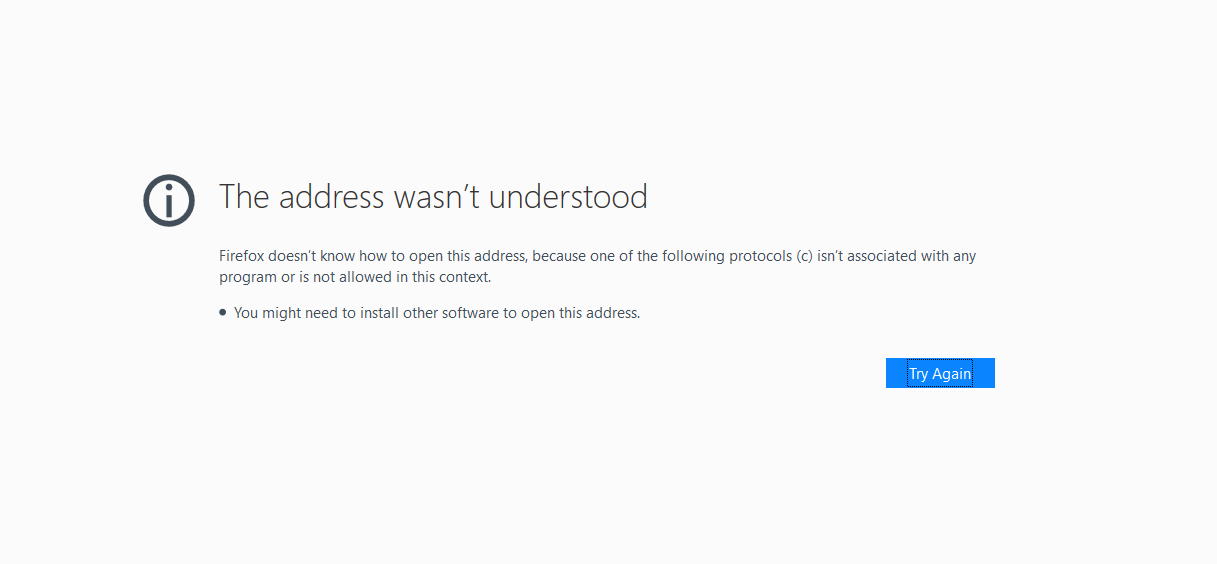 The address wasn’t understood
Firefox doesn’t know how to open this address, because one of the following protocols (c) isn’t associated with any
program or is not allowed in this context.
• You might need to install other software to open this address.
Try Again